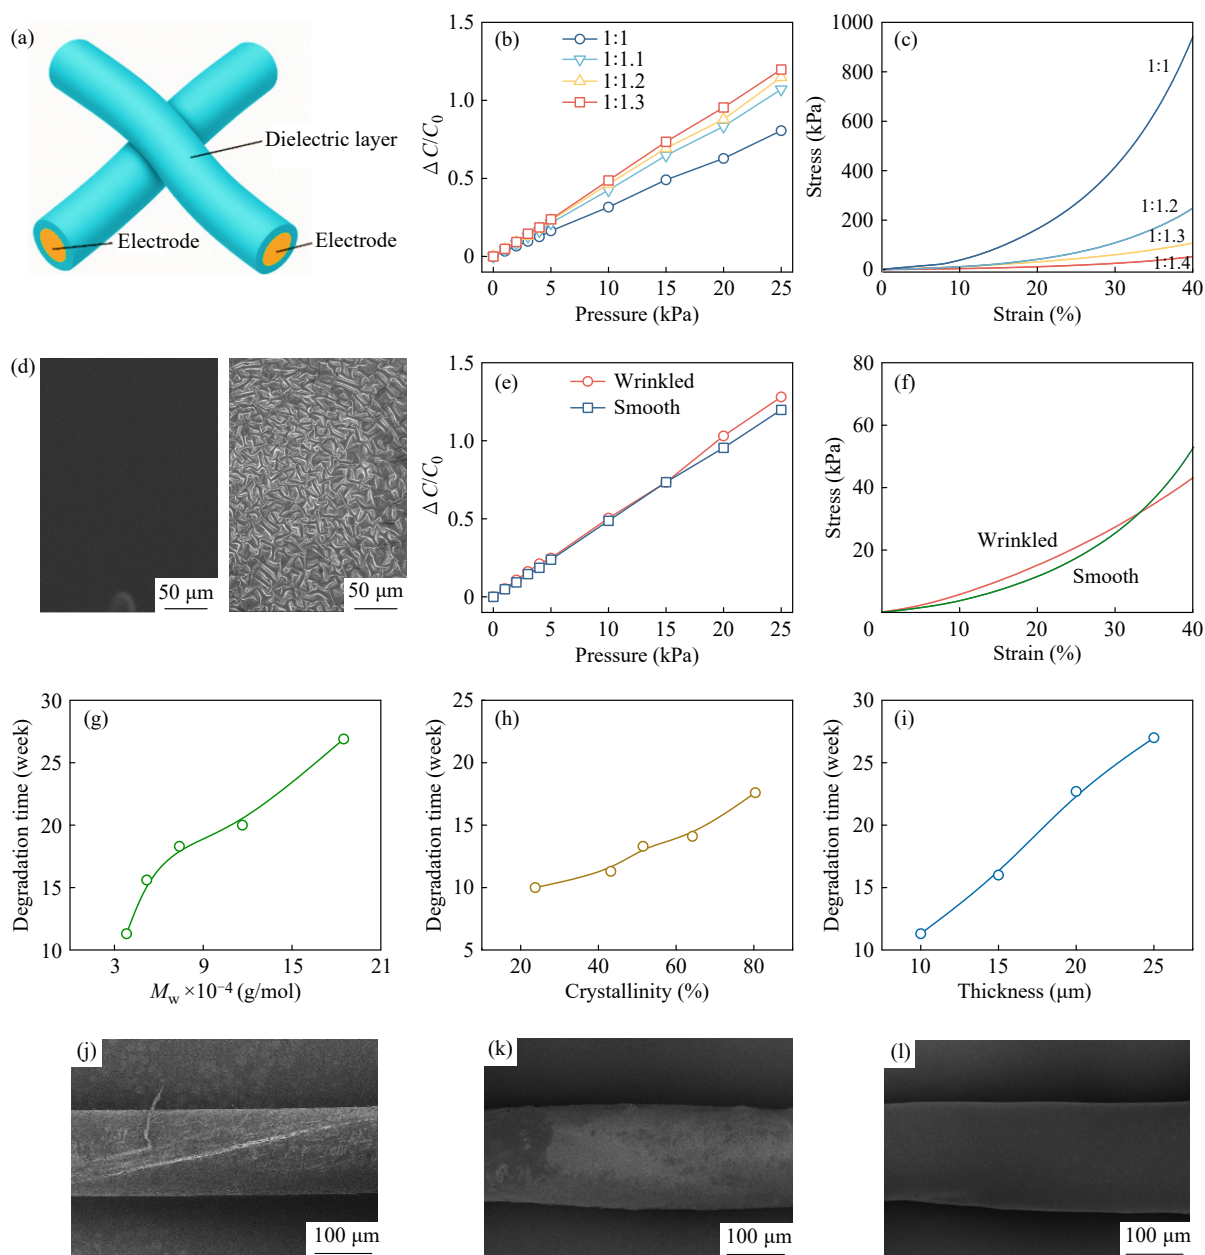 (a)
Dielectric layer
Electrode
Electrode
(b)
1:1
1:1.1
1:1.2
1:1.3
Δ C/C0
1.5
1.0
0.5
0
0 5 10 15 20 25
Pressure (kPa)
(c)
1:1
1:1.2
1:1.3
1:1.4
Stress (kPa)
1000
800
600
400
200
0
0 10 20 30 40
Strain (%)
(d)
50 μm
50 μm
(e)
Wrinkled
Smooth
Δ C/C0
1.5
1.0
0.5
0
0 5 10 15 20 25
Pressure (kPa)
(f)
Wrinkled
Smooth
Stress (kPa)
80
60
40
20
0 10 20 30 40
Strain (%)
(g)
Degradation time (week)
30
25
20
15
10
3 9 15 21
Mw ×10−4 (g/mol)
(h)
Degradation time (week)
25
20
15
10
5
20 40 60 80
Crystallinity (%)
(i)
Degradation time (week)
30
25
20
15
10
10 15 20 25
Thickness (μm)
(j)
100 μm
(k)
100 μm
(l)
100 μm